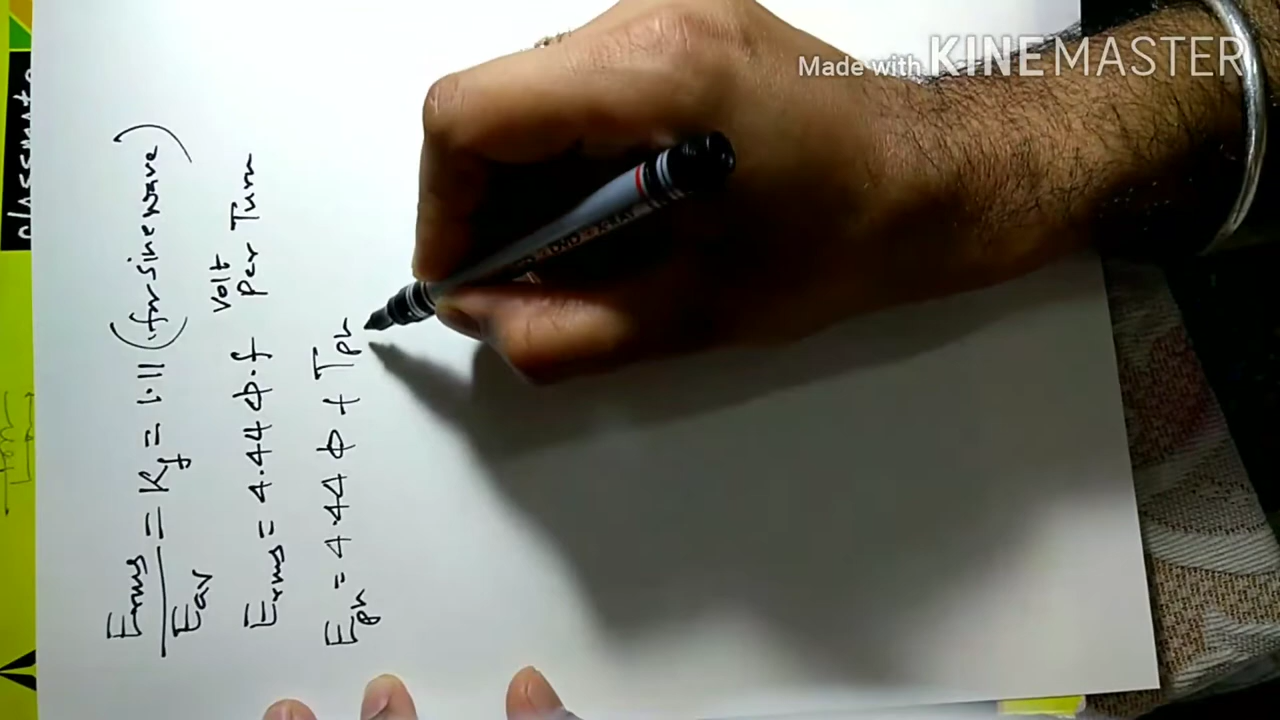 Erms / Eav = Kf = 1.11 (for sine wave)
Erms = 4.44 ϕ.f volt per Turn
Eph = 4.44 ϕ f Tph
Made with KINEMASTER
classmate